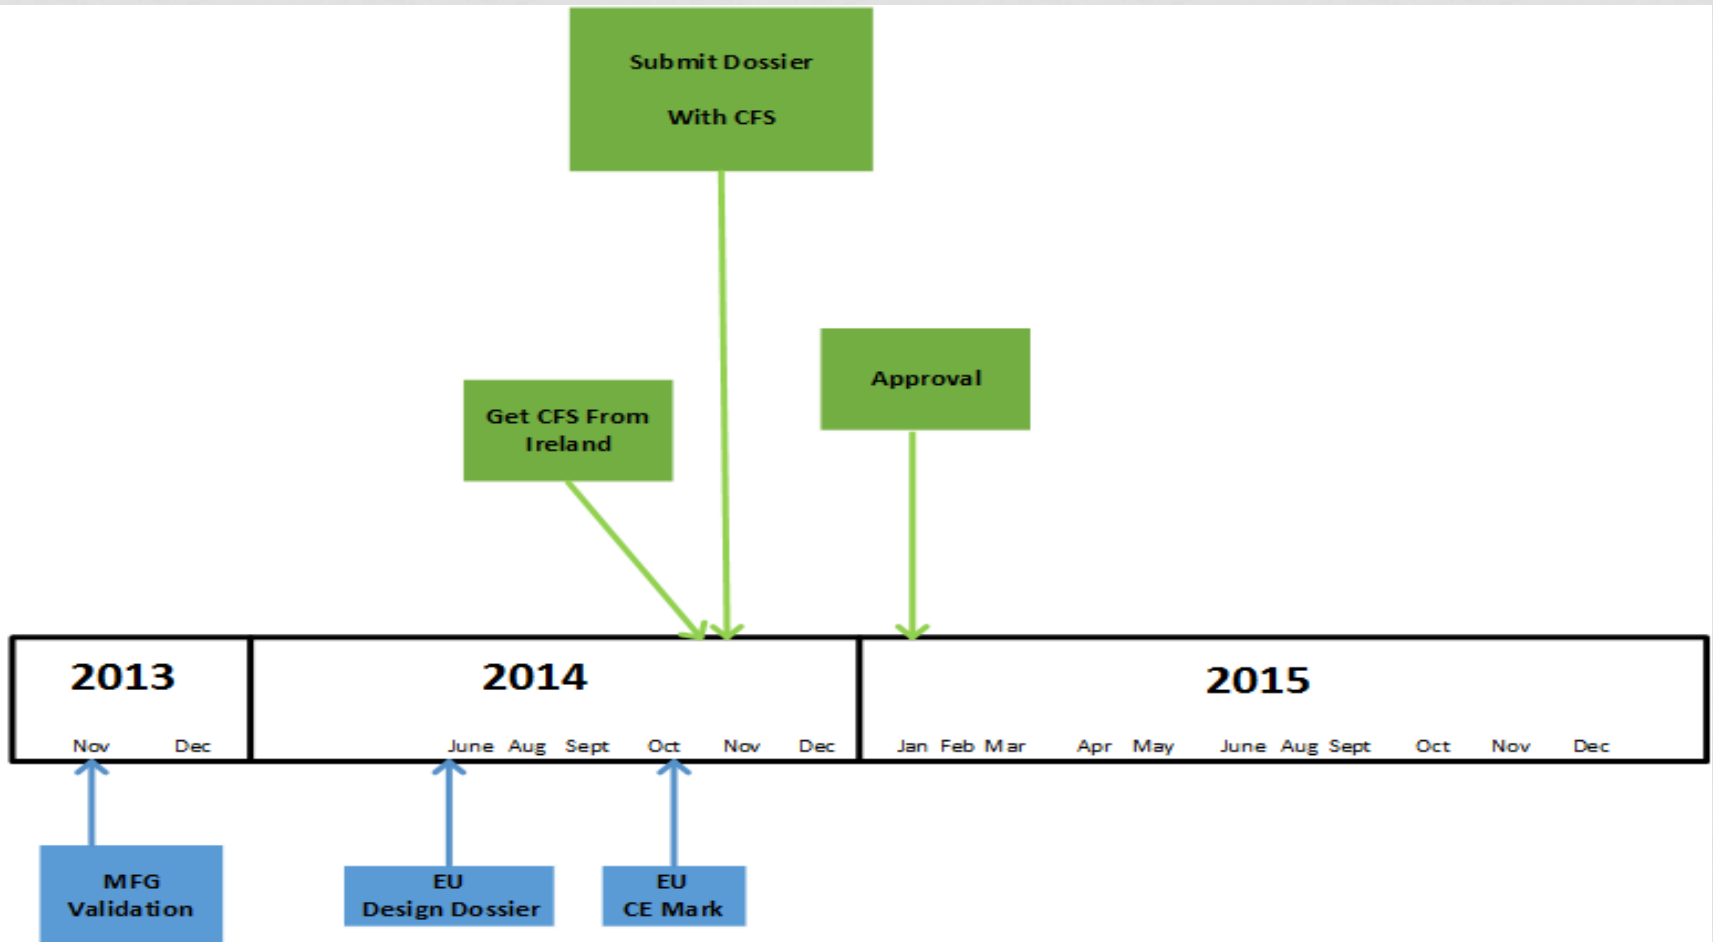 Submit Dossier
With CFS
Approval
Get CFS From
Ireland
2013
2014
2015
Nov Dec
June Aug Sept Oct Nov Dec
Jan Feb Mar Apr May June Aug Sept Oct Nov Dec
MFG
Validation
EU
Design Dossier
EU
CE Mark